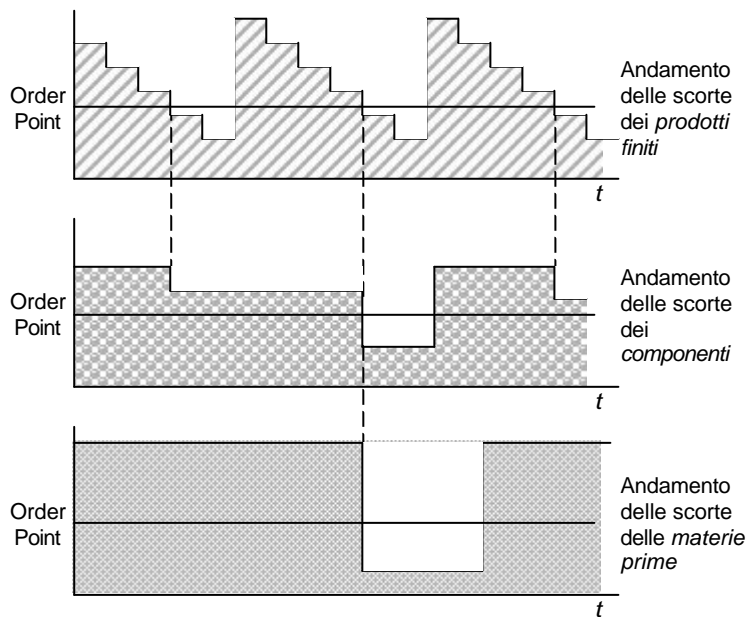 Order
Point
Andamento
delle scorte
dei prodotti
finiti
t
Order
Point
Andamento
delle scorte
dei
componenti
t
Order
Point
Andamento
delle scorte
delle materie
prime
t